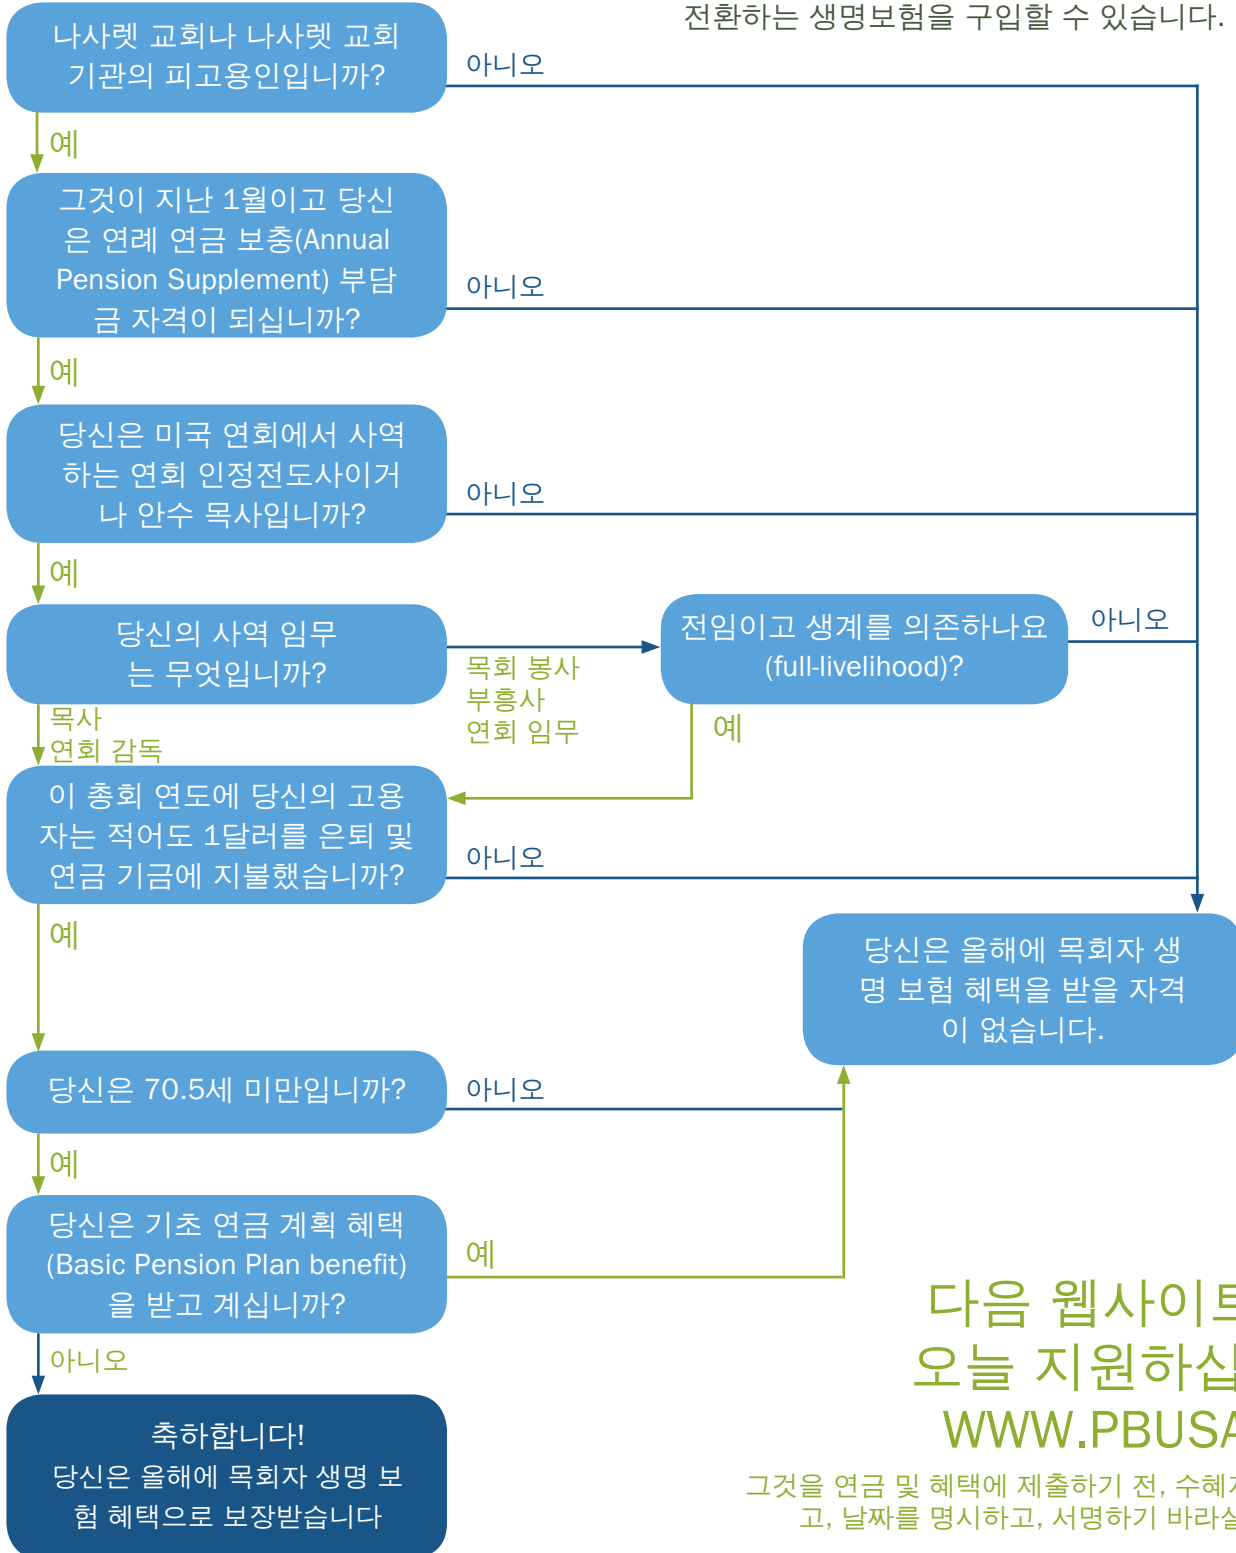 전환하는 생명보험을 구입할 수 있습니다.
나사렛 교회나 나사렛 교회
기관의 피고용인입니까?
아니오
예
그것이 지난 1월이고 당신
은 연례 연금 보충(Annual
Pension Supplement) 부담
금 자격이 되십니까?
아니오
예
당신은 미국 연회에서 사역
하는 연회 인정전도사이거
나 안수 목사입니까?
아니오
예
당신의 사역 임무
는 무엇입니까?
목회 봉사
부흥사
연회 임무
전임이고 생계를 의존하나요
(full-livelihood)?
아니오
예
목사
연회 감독
이 총회 연도에 당신의 고용
자는 적어도 1달러를 은퇴 및
연금 기금에 지불했습니까?
아니오
예
당신은 올해에 목회자 생
명 보험 혜택을 받을 자격
이 없습니다.
당신은 70.5세 미만입니까?
아니오
예
당신은 기초 연금 계획 혜택
(Basic Pension Plan benefit)
을 받고 계십니까?
예
아니오
축하합니다!
당신은 올해에 목회자 생명 보
험 혜택으로 보장받습니다
다음 웹사이트
오늘 지원하십
WWW.PBUSA
그것을 연금 및 혜택에 제출하기 전, 수혜자
고, 날짜를 명시하고, 서명하기 바라실